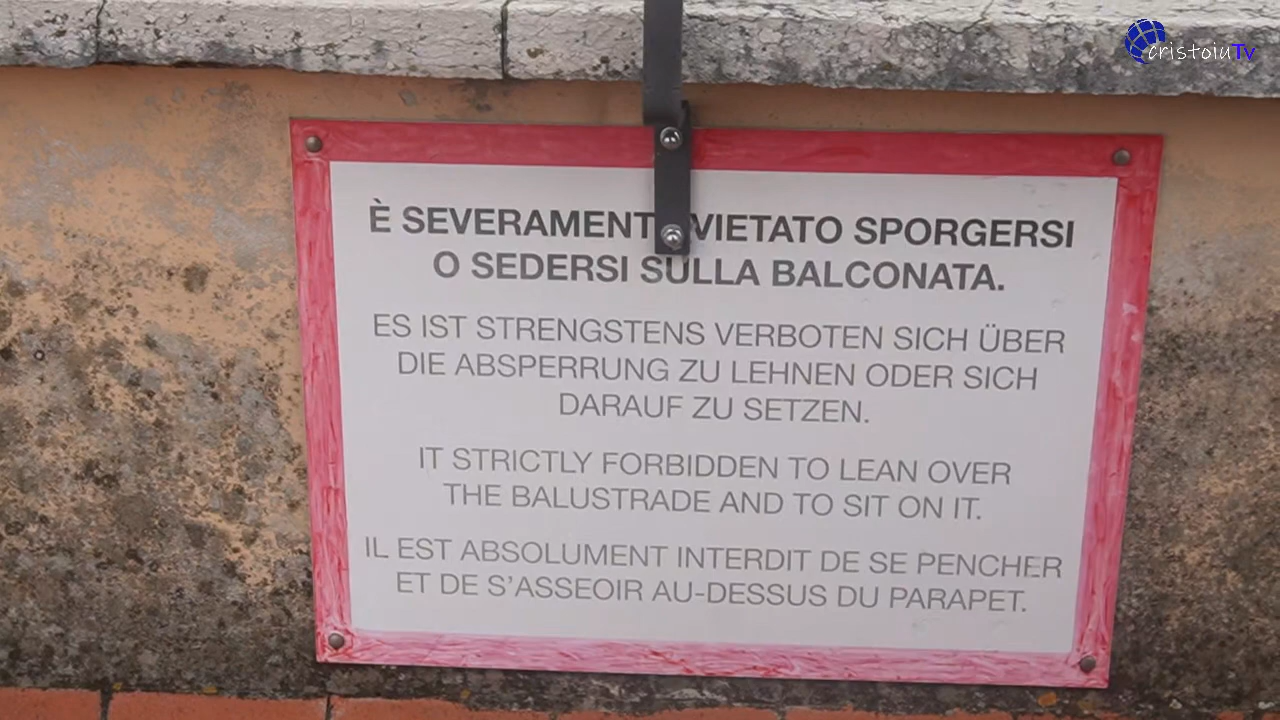 cristoiuTv
È SEVERAMENT VIETATO SPORGERSI
O SEDERSI SULLA BALCONATA.
ES IST STRENGSTENS VERBOTEN SICH ÜBER
DIE ABSPERRUNG ZU LEHNEN ODER SICH
DARAUF ZU SETZEN.
IT STRICTLY FORBIDDEN TO LEAN OVER
THE BALUSTRADE AND TO SIT ON IT.
IL EST ABSOLUMENT INTERDIT DE SE PENCHER
ET DE S'ASSEOIR AU-DESSUS DU PARAPET.